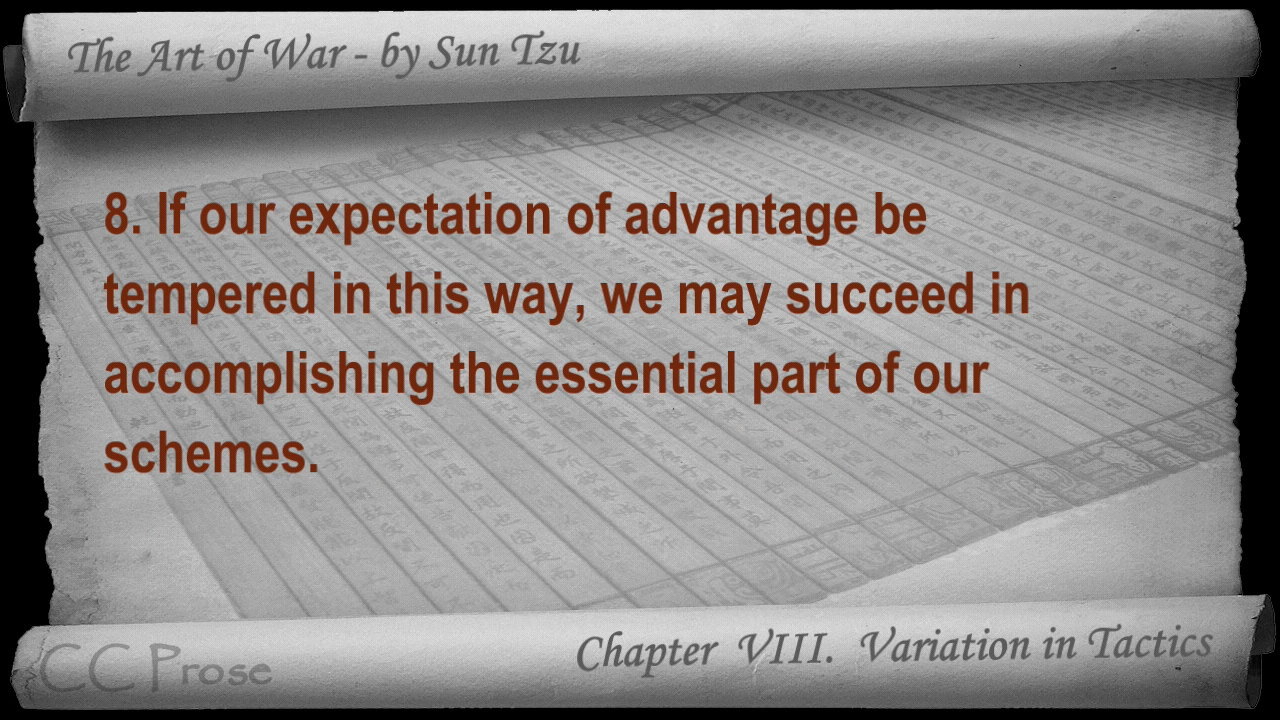 The Art of War - by Sun Tzu
8. If our expectation of advantage be
tempered in this way, we may succeed in
accomplishing the essential part of our
schemes.
Chapter VIII. Variation in Tactics
CC Prose